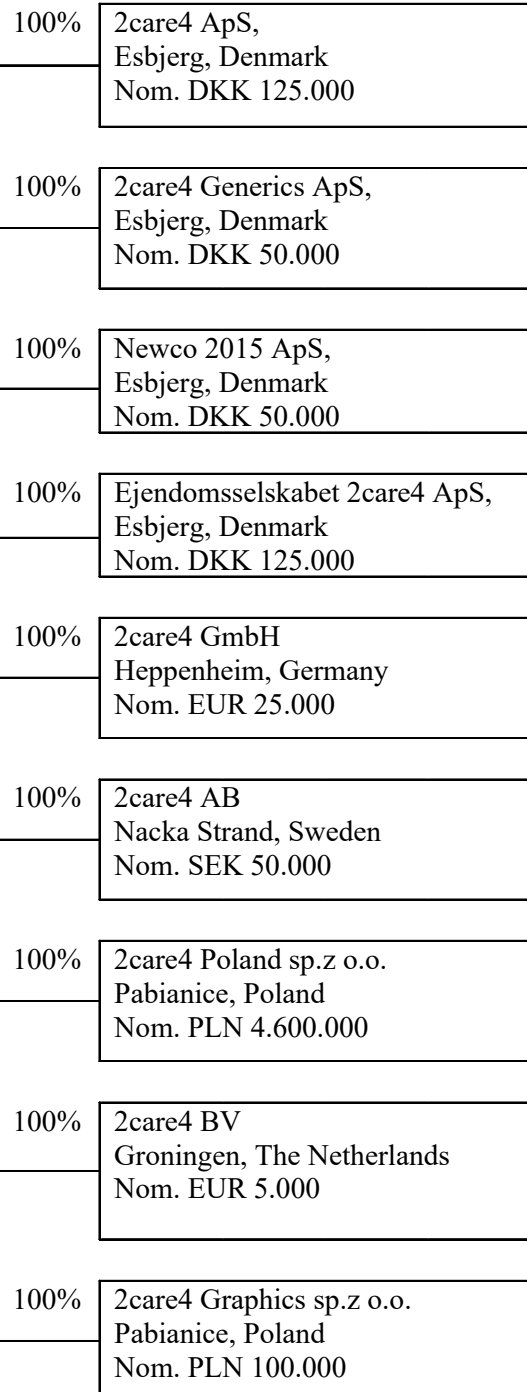 100% 2care4 ApS,
Esbjerg, Denmark
Nom. DKK 125.000
100% 2care4 Generics ApS,
Esbjerg, Denmark
Nom. DKK 50.000
100% Newco 2015 ApS,
Esbjerg, Denmark
Nom. DKK 50.000
100% Ejendomsselskabet 2care4 ApS,
Esbjerg, Denmark
Nom. DKK 125.000
100% 2care4 GmbH
Heppenheim, Germany
Nom. EUR 25.000
100% 2care4 AB
Nacka Strand, Sweden
Nom. SEK 50.000
100% 2care4 Poland sp.z o.o.
Pabianice, Poland
Nom. PLN 4.600.000
100% 2care4 BV
Groningen, The Netherlands
Nom. EUR 5.000
100% 2care4 Graphics sp.z o.o.
Pabianice, Poland
Nom. PLN 100.000